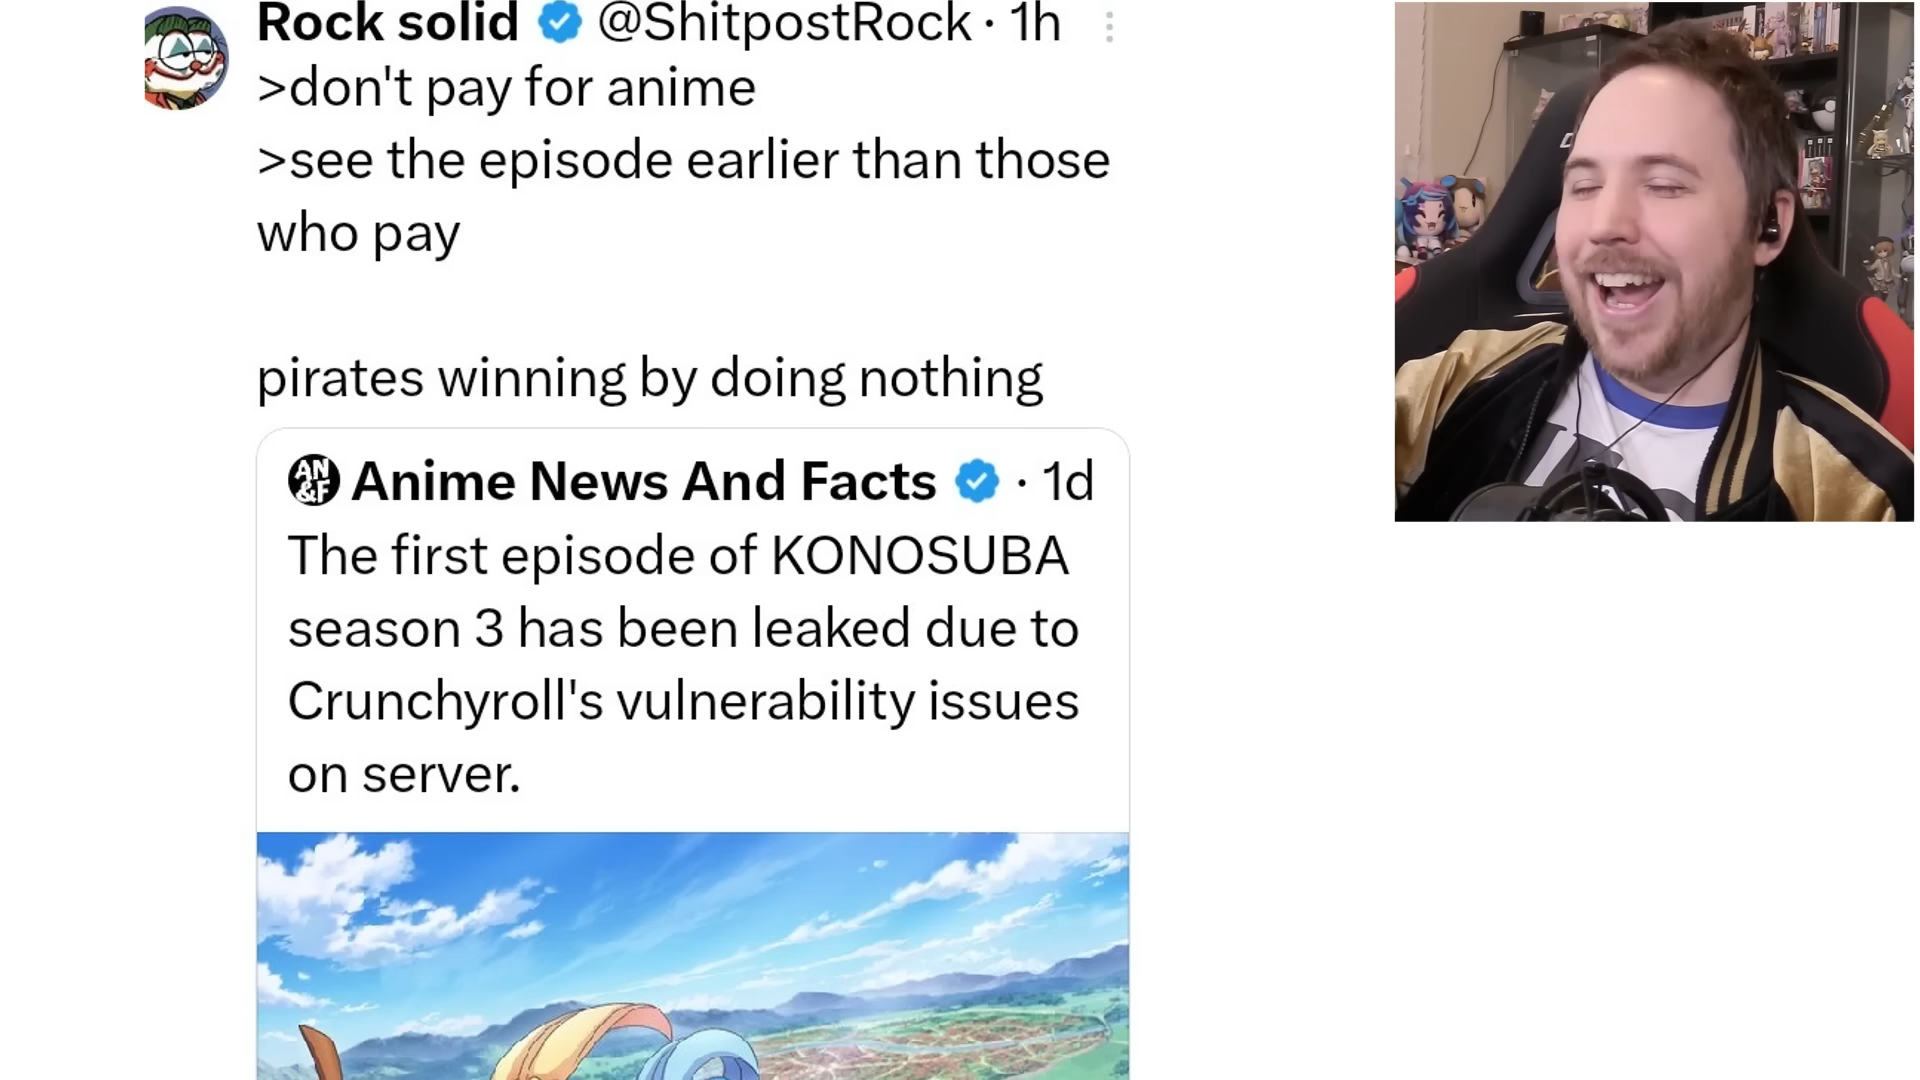 Rock solid @ShitpostRock · 1h
>don't pay for anime
>see the episode earlier than those
who pay
pirates winning by doing nothing
AN
&F
Anime News And Facts · 1d
The first episode of KONOSUBA
season 3 has been leaked due to
Crunchyroll's vulnerability issues
on server.